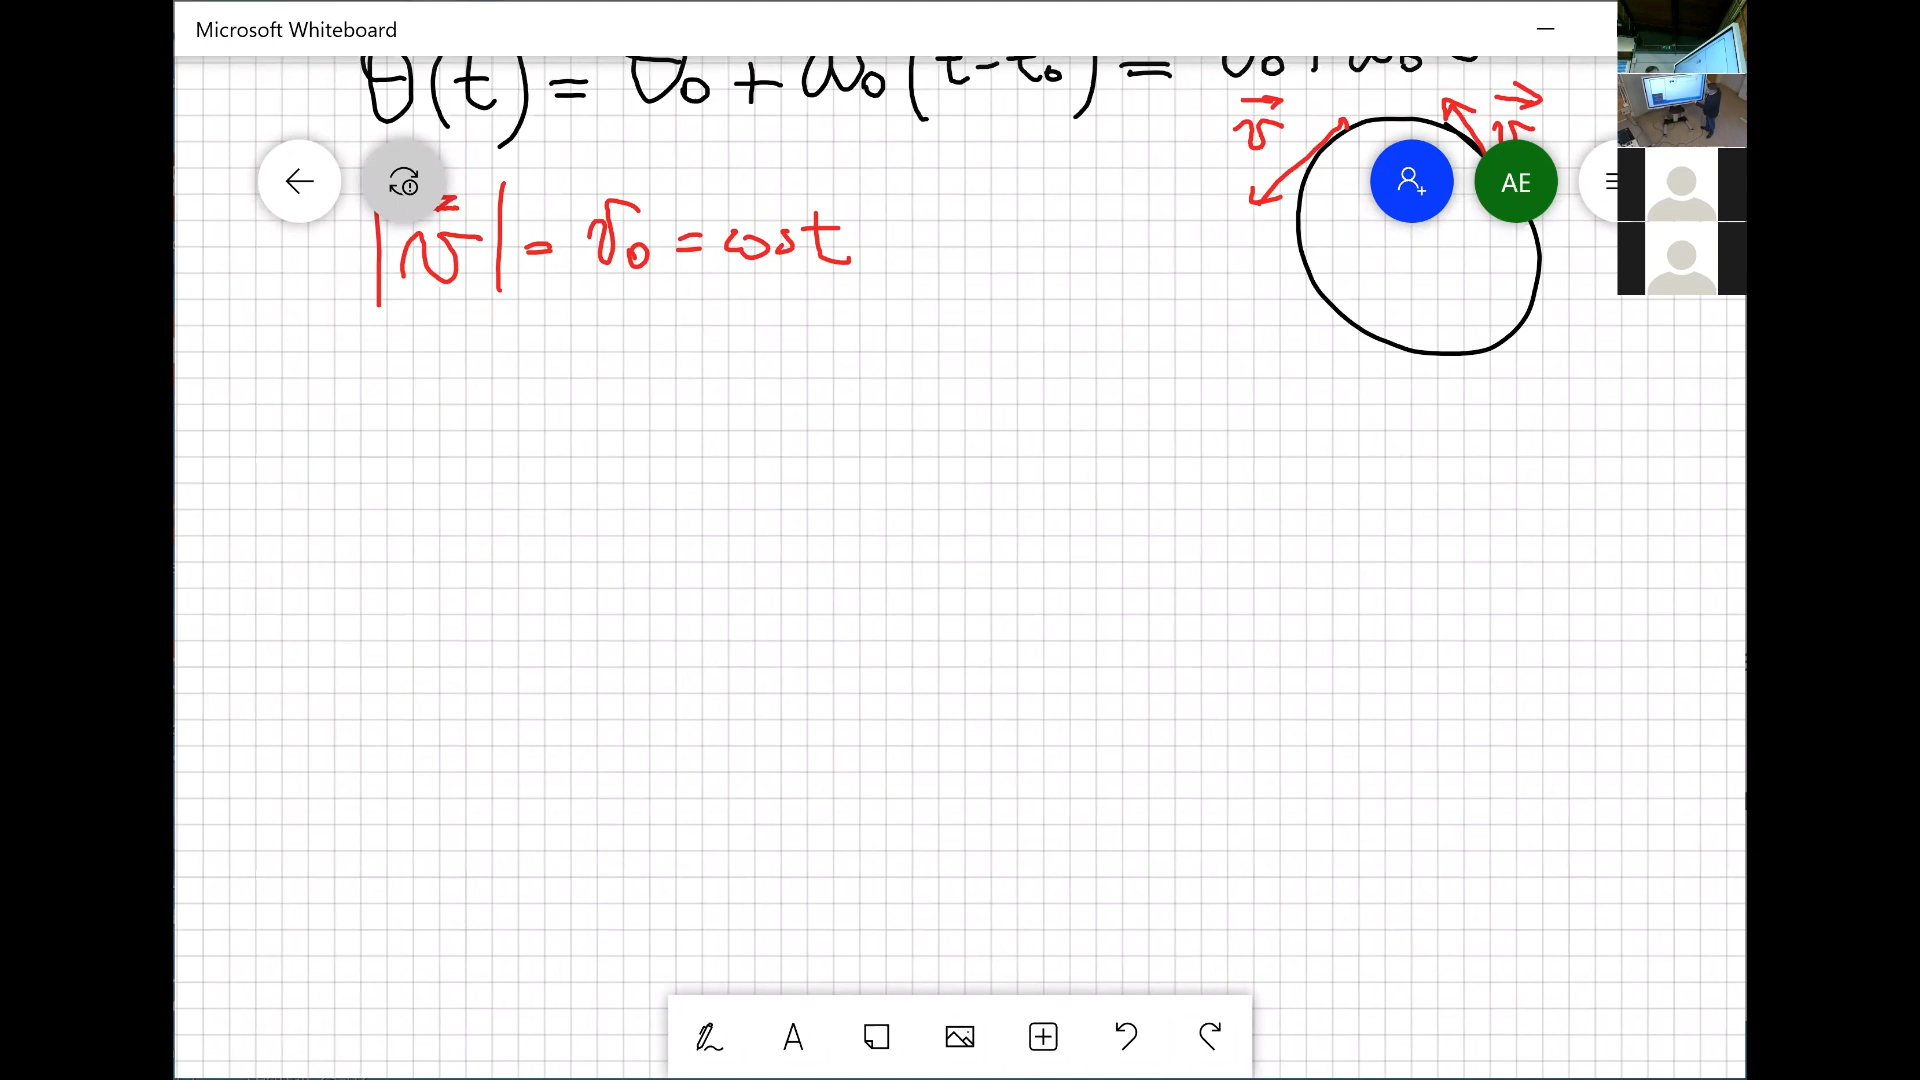 Microsoft Whiteboard
θ(t) = θ₀ + ω₀(t-t₀) =
v⃗ v⃗
AE
|v⃗| = v₀ = cost
A